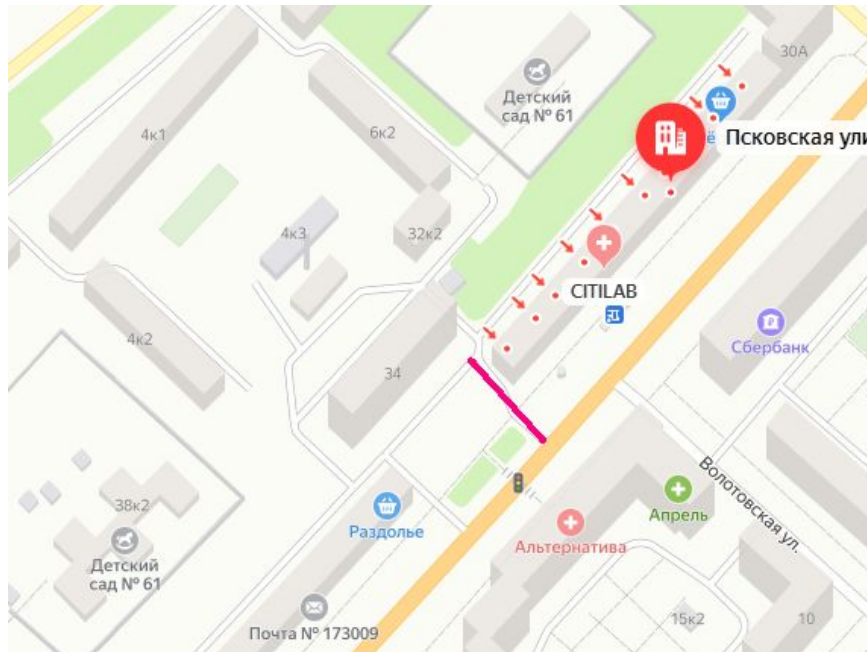 30А
Детский
сад № 61
4к1
6к2
Псковская ули
32к2
4к3
CITILAB
4к2
Сбербанк
34
Волотовская ул.
38к2
Апрель
Раздолье
Альтернатива
Детский
сад № 61
15к2
10
Почта № 173009